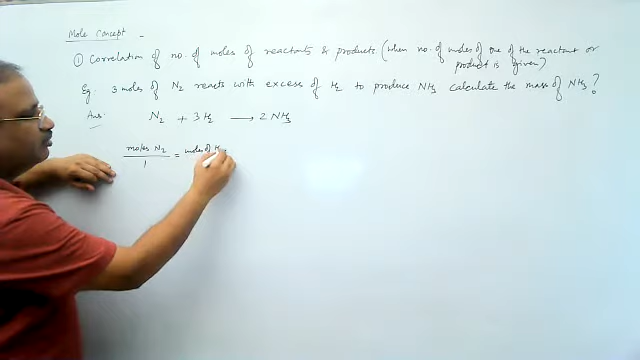 Mole Concept -
① Correlation of no. of moles of reactants & products. (when no. of moles of one of the reactant or
product is given)
Eg: 3 moles of N₂ reacts with excess of H₂ to produce NH₃ calculate the mass of NH₃?
Ans: N₂ + 3H₂ ⟶ 2NH₃
moles N₂ / 1 = moles of H₂